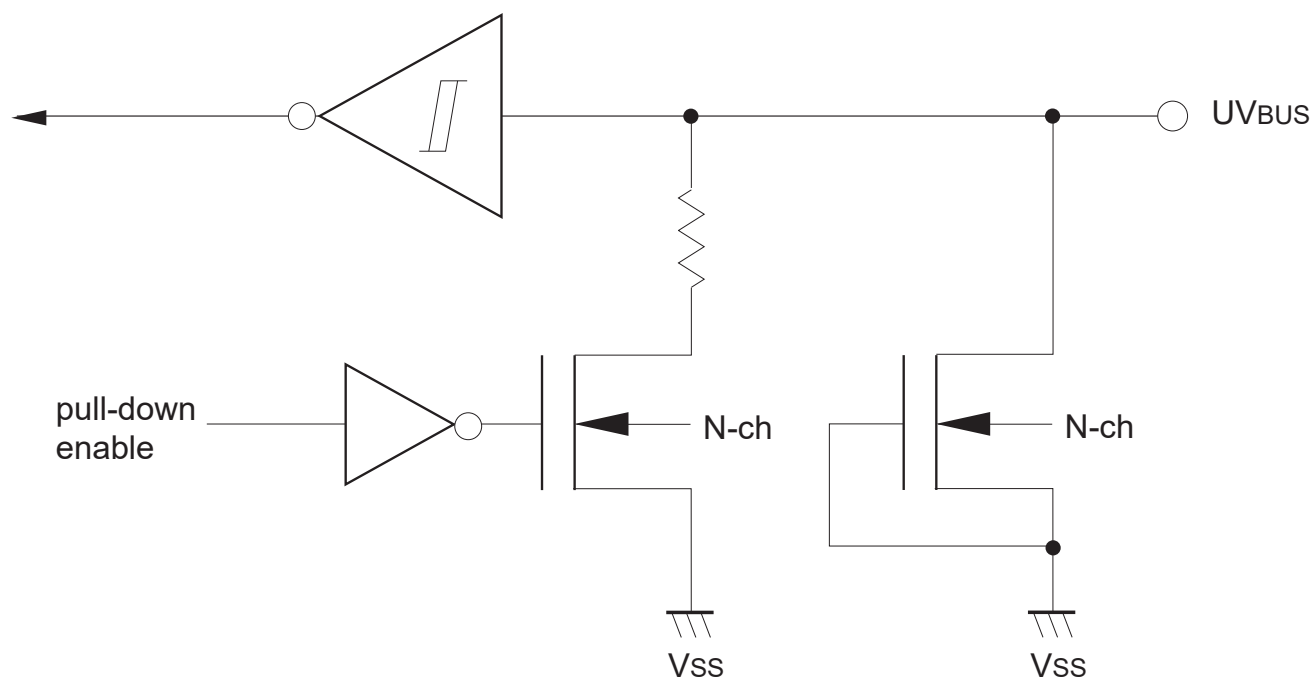 UVBUS
pull-down
enable
N-ch
N-ch
VSS
VSS